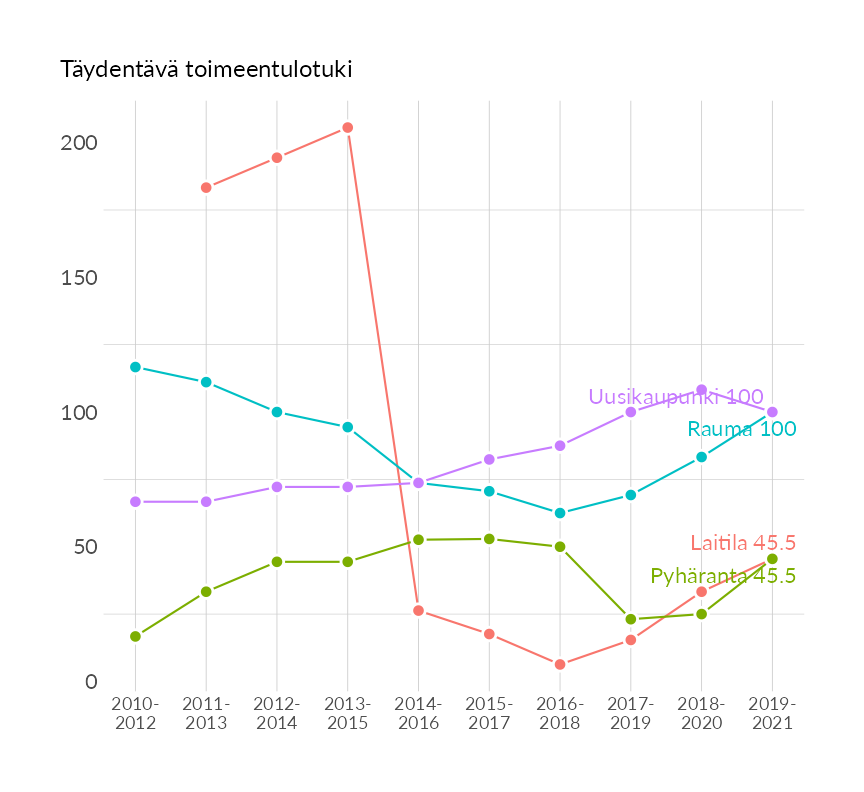 Täydentävä toimeentulotuki
200
150
100
50
0
Uusikaupunki 100
Rauma 100
Laitila 45.5
Pyhäranta 45.5
2010- 2011- 2012- 2013- 2014- 2015- 2016- 2017- 2018- 2019-
2012 2013 2014 2015 2016 2017 2018 2019 2020 2021